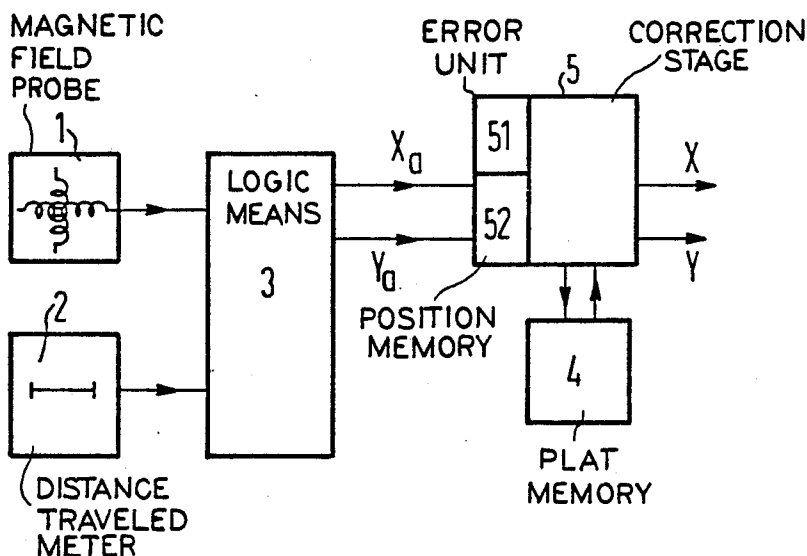 MAGNETIC
FIELD
PROBE
1
2
DISTANCE
TRAVELED
METER
LOGIC
MEANS
3
Xa
Ya
ERROR
UNIT
5
CORRECTION
STAGE
51
52
POSITION
MEMORY
X
Y
4
PLAT
MEMORY